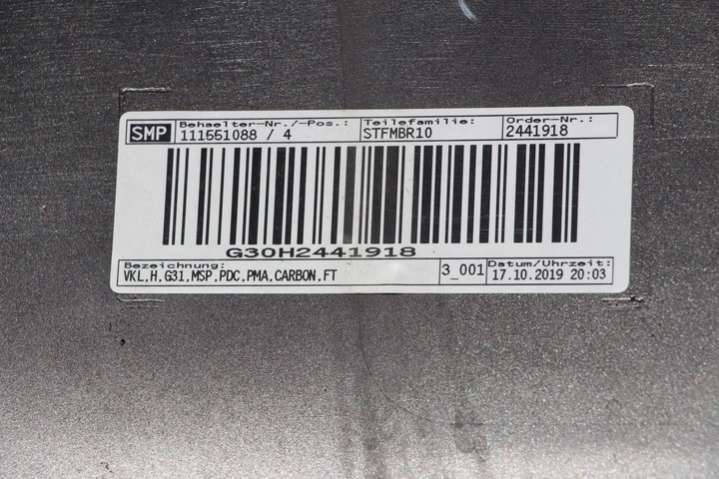 SMP Behaelter-Nr./-Pos.: Teilefamilie: Order-Nr.:
111651088 / 4 STFMBR10 2441918
G30H2441918
Bezeichnung: 3_001 Datum/Uhrzeit:
VKL,H,G31,MSP,PDC,PMA,CARBON,FT 17.10.2019 20:03